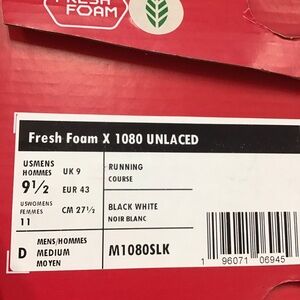 FRESH
FOAM
Fresh Foam X 1080 UNLACED
USMENS
HOMMES
9½
UK 9
EUR 43
CM 27½
USWOMENS
FEMMES
11
RUNNING
COURSE
BLACK WHITE
NOIR BLANC
D
MENS/HOMMES
MEDIUM
MOYEN
M1080SLK
1 96071 06945